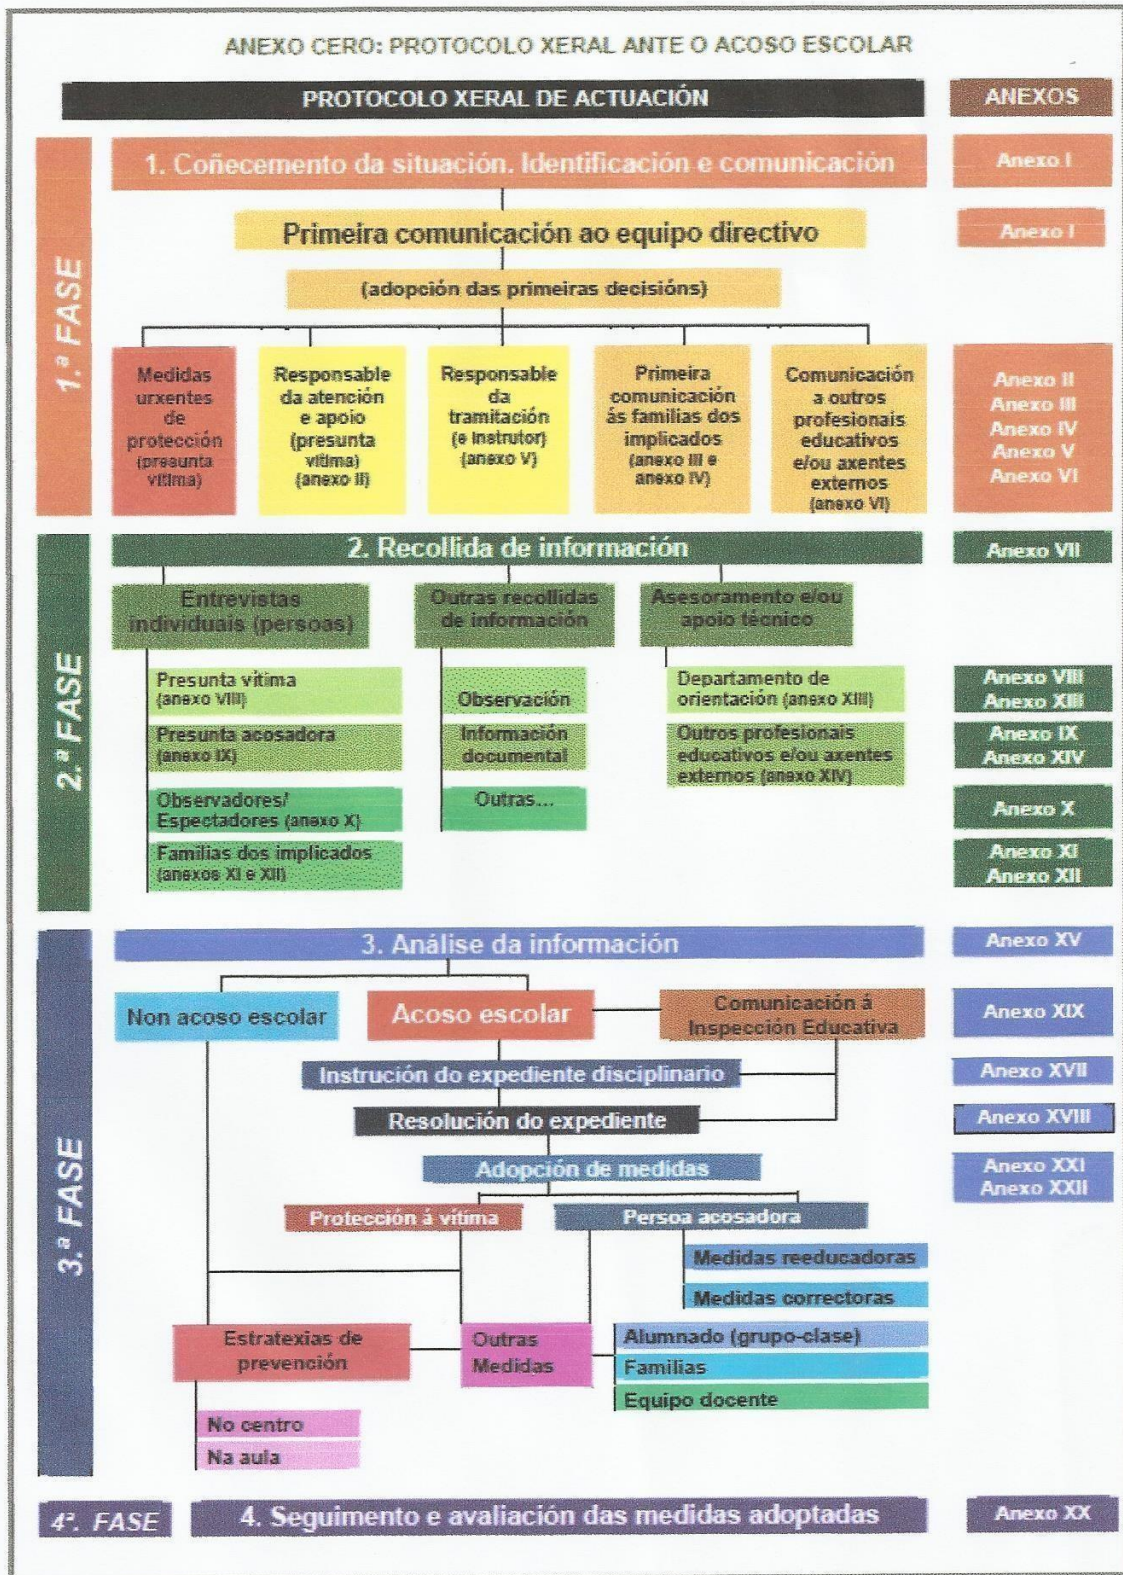 ANEXO CERO: PROTOCOLO XERAL ANTE O ACOSO ESCOLAR
PROTOCOLO XERAL DE ACTUACIÓN
ANEXOS
1.ª FASE
1. Coñecemento da situación. Identificación e comunicación
Anexo I
Primeira comunicación ao equipo directivo
Anexo I
(adopción das primeiras decisións)
Medidas
urxentes
de
protección
(presunta
vítima)
Responsable
da atención
e apoio
(presunta
vítima)
(anexo II)
Responsable
da
tramitación
(e instrutor)
(anexo V)
Primeira
comunicación
ás familias dos
implicados
(anexo III e
anexo IV)
Comunicación
a outros
profesionais
educativos
e/ou axentes
externos
(anexo VI)
Anexo II
Anexo III
Anexo IV
Anexo V
Anexo VI
2.ª FASE
2. Recollida de información
Anexo VII
Entrevistas
individuais (persoas)
Outras recollidas
de información
Asesoramento e/ou
apoio técnico
Presunta vítima
(anexo VIII)
Presunta acosadora
(anexo IX)
Observadores/
Espectadores (anexo X)
Familias dos implicados
(anexos XI e XII)
Observación
Información
documental
Outras...
Departamento de
orientación (anexo XIII)
Outros profesionais
educativos e/ou axentes
externos (anexo XIV)
Anexo VIII
Anexo XIII
Anexo IX
Anexo XIV
Anexo X
Anexo XI
Anexo XII
3.ª FASE
3. Análise da información
Anexo XV
Non acoso escolar
Acoso escolar
Comunicación á
Inspección Educativa
Anexo XIX
Instrución do expediente disciplinario
Anexo XVII
Resolución do expediente
Anexo XVIII
Adopción de medidas
Anexo XXI
Anexo XXII
Protección á vítima
Persoa acosadora
Medidas reeducadoras
Medidas correctoras
Estratexias de
prevención
Outras
Medidas
Alumnado (grupo-clase)
Familias
Equipo docente
No centro
Na aula
4ª. FASE
4. Seguimento e avaliación das medidas adoptadas
Anexo XX